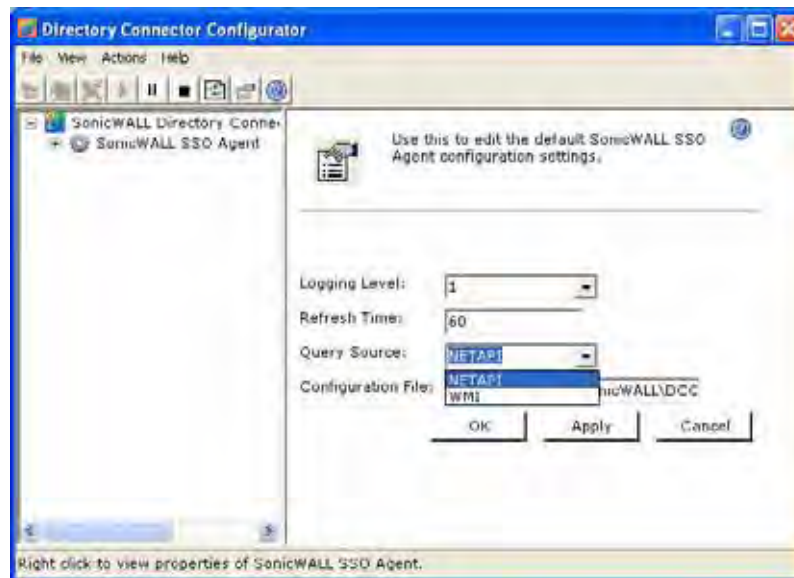 Directory Connector Configurator
File View Actions Help
SonicWALL Directory Conne
SonicWALL SSO Agent
Use this to edit the default SonicWALL SSO
Agent configuration settings.
Logging Level: 1
Refresh Time: 60
Query Source: NETAPI
NETAPI
WMI
Configuration File: nicWALL\DCC
OK Apply Cancel
Right click to view properties of SonicWALL SSO Agent.